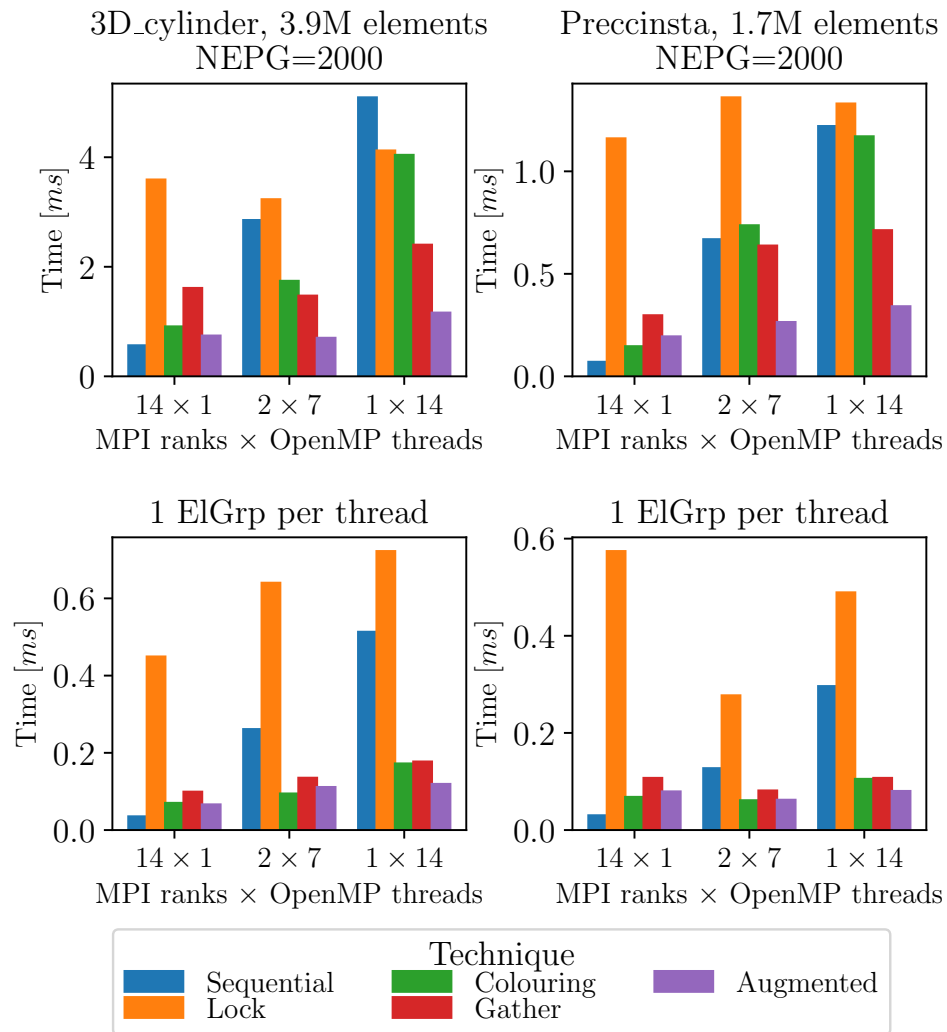 3D_cylinder, 3.9M elements
NEPG=2000
Time [ms]
4
2
0
14 × 1
2 × 7
1 × 14
MPI ranks × OpenMP threads
Preccinsta, 1.7M elements
NEPG=2000
Time [ms]
1.0
0.5
0.0
14 × 1
2 × 7
1 × 14
MPI ranks × OpenMP threads
1 ElGrp per thread
Time [ms]
0.6
0.4
0.2
0.0
14 × 1
2 × 7
1 × 14
MPI ranks × OpenMP threads
1 ElGrp per thread
Time [ms]
0.6
0.4
0.2
0.0
14 × 1
2 × 7
1 × 14
MPI ranks × OpenMP threads
Technique
Sequential
Lock
Colouring
Gather
Augmented